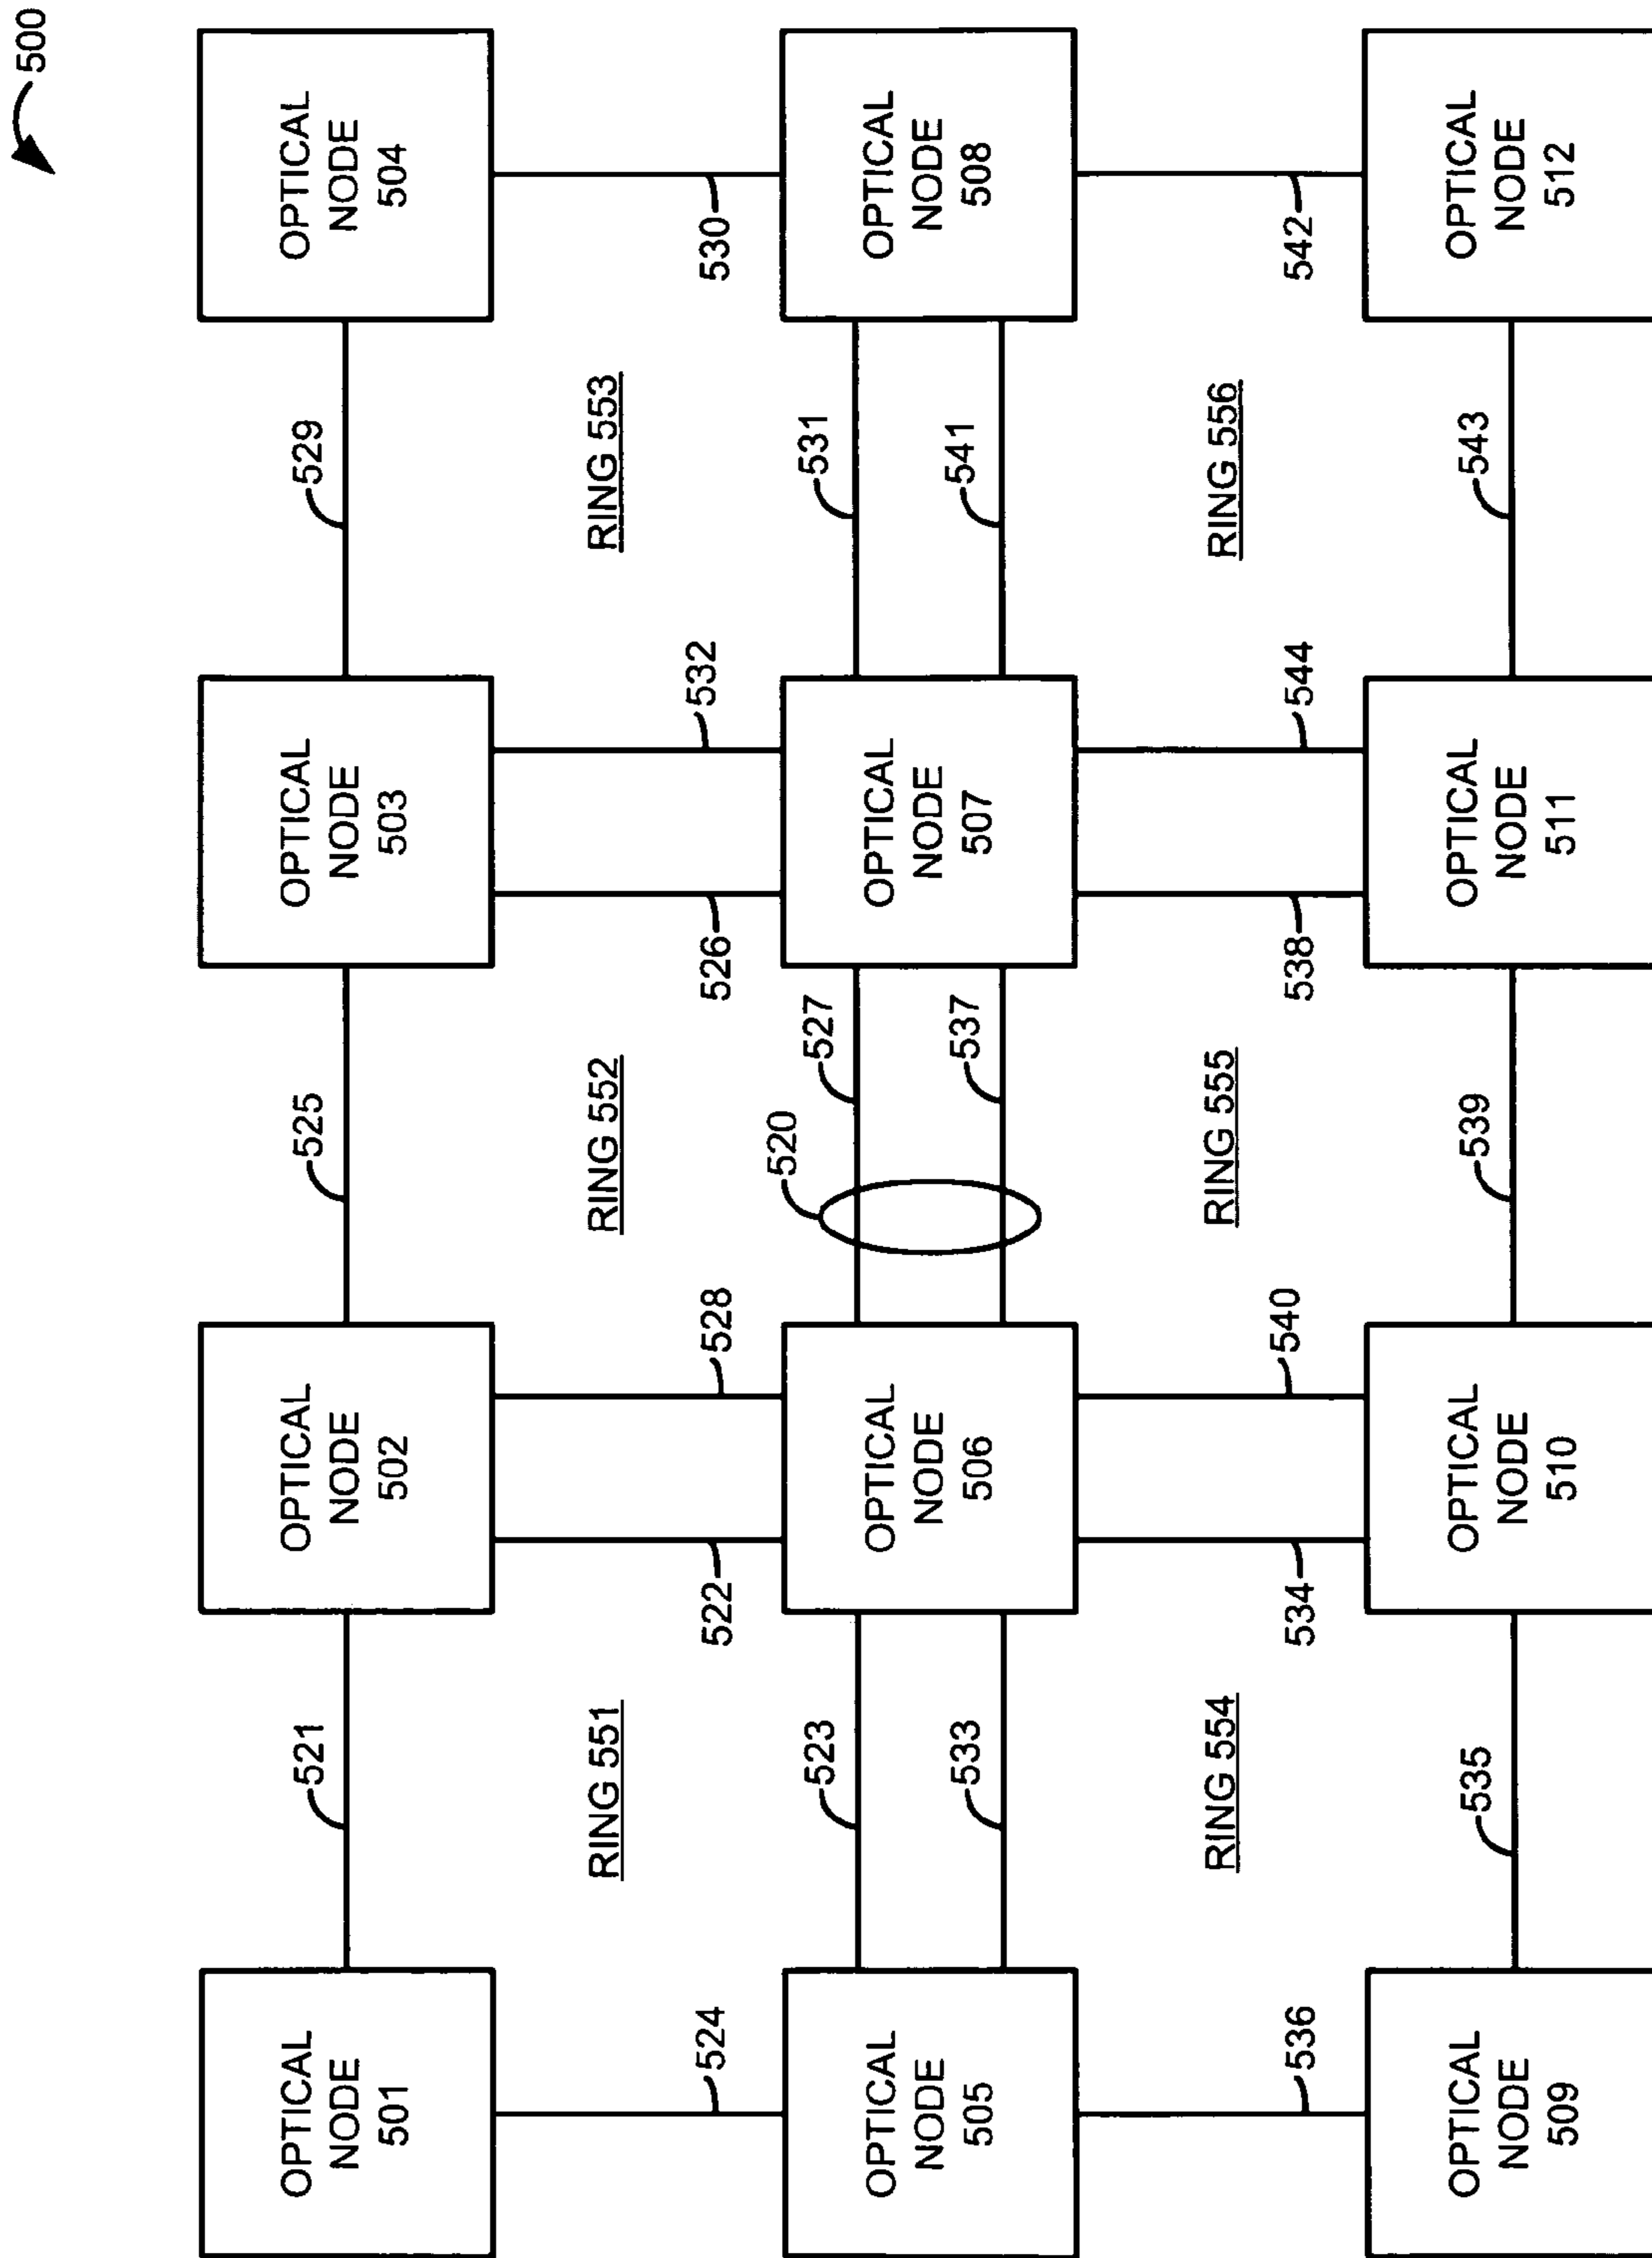 500
OPTICAL
NODE
501
521
OPTICAL
NODE
502
525
OPTICAL
NODE
503
529
OPTICAL
NODE
504
RING 551
RING 552
RING 553
524
522
528
526
532
530
520
OPTICAL
NODE
505
523
533
OPTICAL
NODE
506
527
537
OPTICAL
NODE
507
531
541
OPTICAL
NODE
508
RING 554
RING 555
RING 556
536
534
540
538
544
542
OPTICAL
NODE
509
535
OPTICAL
NODE
510
539
OPTICAL
NODE
511
543
OPTICAL
NODE
512